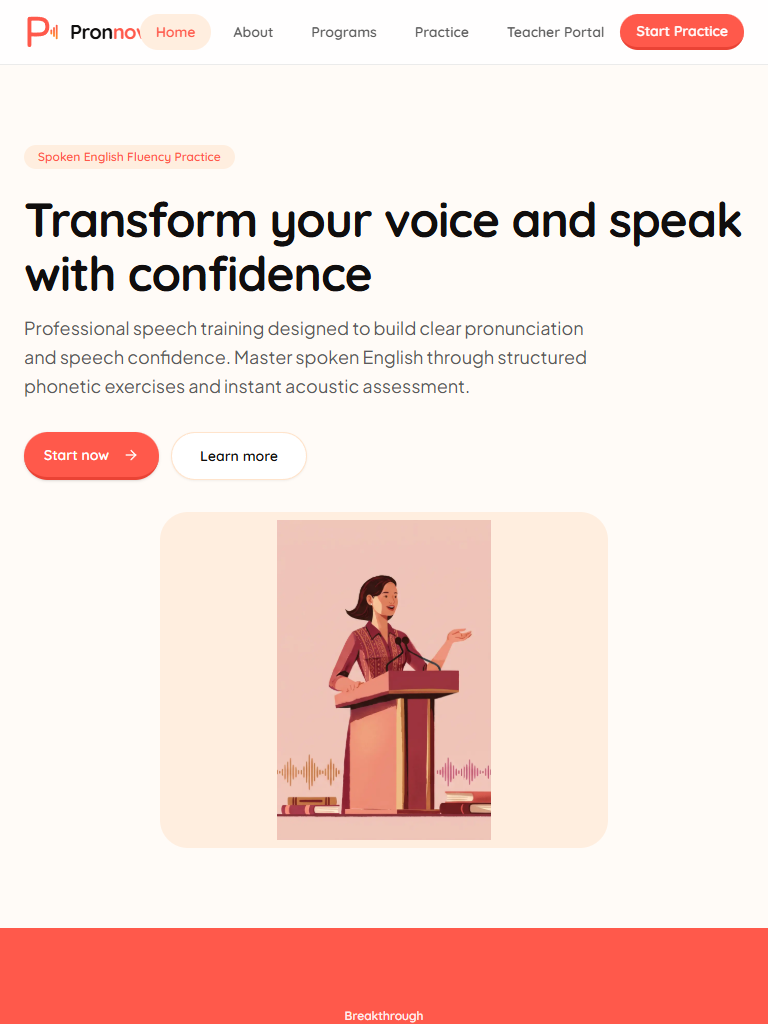 Pronnov
Home
About
Programs
Practice
Teacher Portal
Start Practice
Spoken English Fluency Practice
Transform your voice and speak
with confidence
Professional speech training designed to build clear pronunciation
and speech confidence. Master spoken English through structured
phonetic exercises and instant acoustic assessment.
Start now
Learn more
Breakthrough